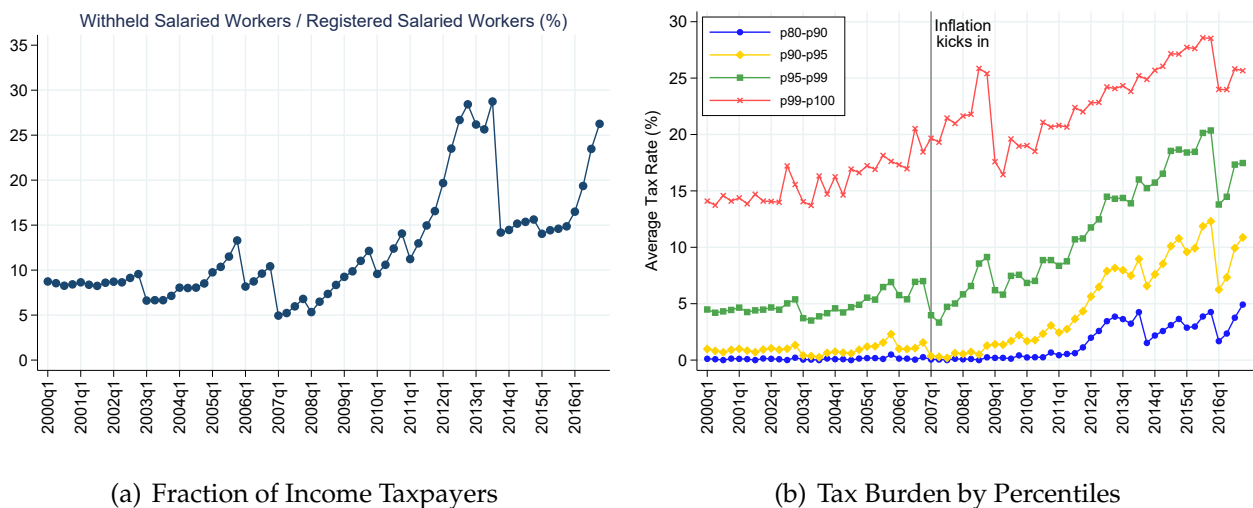 Withheld Salaried Workers / Registered Salaried Workers (%)
35
30
25
20
15
10
5
0
2000q1
2001q1
2002q1
2003q1
2004q1
2005q1
2006q1
2007q1
2008q1
2009q1
2010q1
2011q1
2012q1
2013q1
2014q1
2015q1
2016q1
(a) Fraction of Income Taxpayers
p80-p90
p90-p95
p95-p99
p99-p100
Inflation
kicks in
Average Tax Rate (%)
30
25
20
15
10
5
0
2000q1
2001q1
2002q1
2003q1
2004q1
2005q1
2006q1
2007q1
2008q1
2009q1
2010q1
2011q1
2012q1
2013q1
2014q1
2015q1
2016q1
(b) Tax Burden by Percentiles